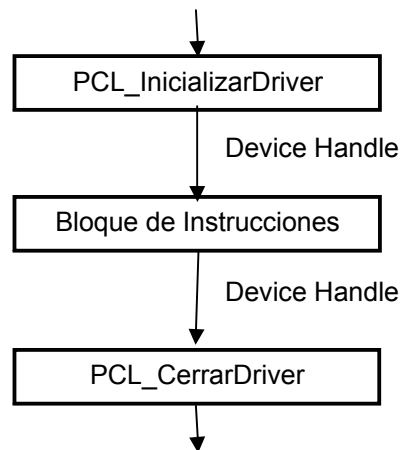 PCL_InicializarDriver
Device Handle
Bloque de Instrucciones
Device Handle
PCL_CerrarDriver